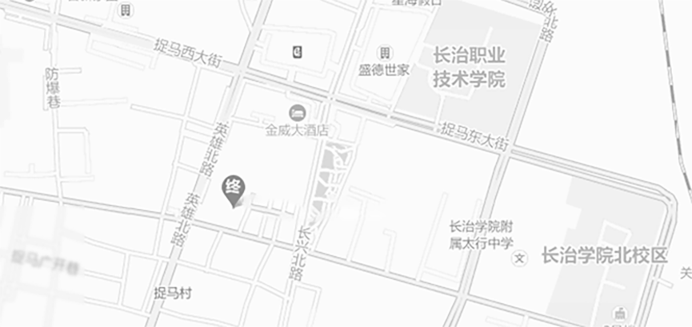 捉马西大街
防爆巷
盛德世家
长治职业
技术学院
金威大酒店
英雄北路
捉马东大街
终
英雄北路
长兴北路
长治学院附
属太行中学
文
长治学院北校区
捉马村
关